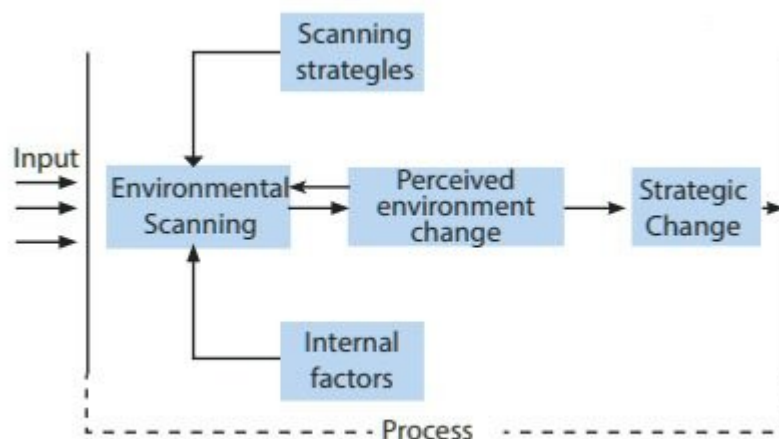 Scanning
strategles
Input
Environmental
Scanning
Perceived
environment
change
Strategic
Change
Internal
factors
Process